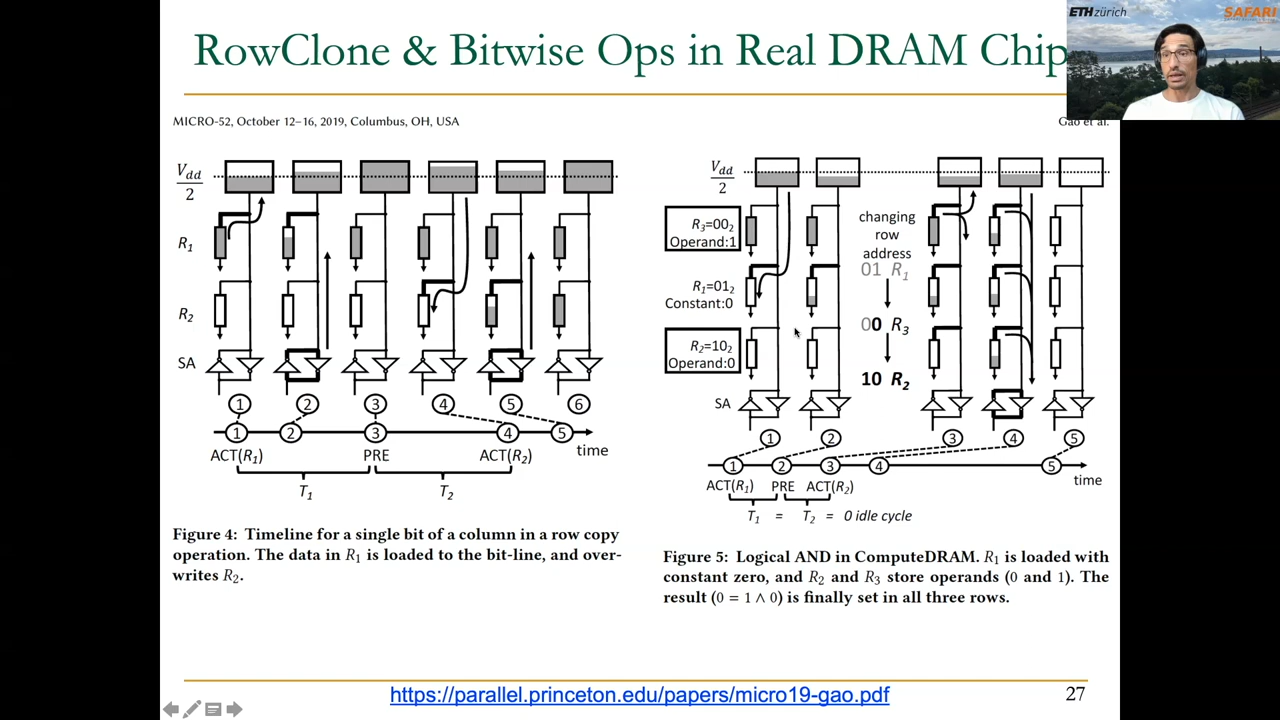 ETHzürich
SAFARI
RowClone & Bitwise Ops in Real DRAM Chip
MICRO-52, October 12–16, 2019, Columbus, OH, USA
Gao et al.
Vdd
2
R1
R2
SA
1 2 3 4 5 6
1 2 3 4 5 time
ACT(R1) PRE ACT(R2)
T1 T2
Figure 4: Timeline for a single bit of a column in a row copy
operation. The data in R1 is loaded to the bit-line, and over-
writes R2.
Vdd
2
R3=002
Operand:1
R1=012
Constant:0
R2=102
Operand:0
SA
changing
row
address
01 R1
00 R3
10 R2
1 2 3 4 5
1 2 3 4 5
time
ACT(R1) PRE ACT(R2)
T1 = T2 = 0 idle cycle
Figure 5: Logical AND in ComputeDRAM. R1 is loaded with
constant zero, and R2 and R3 store operands (0 and 1). The
result (0 = 1 ∧ 0) is finally set in all three rows.
https://parallel.princeton.edu/papers/micro19-gao.pdf
27